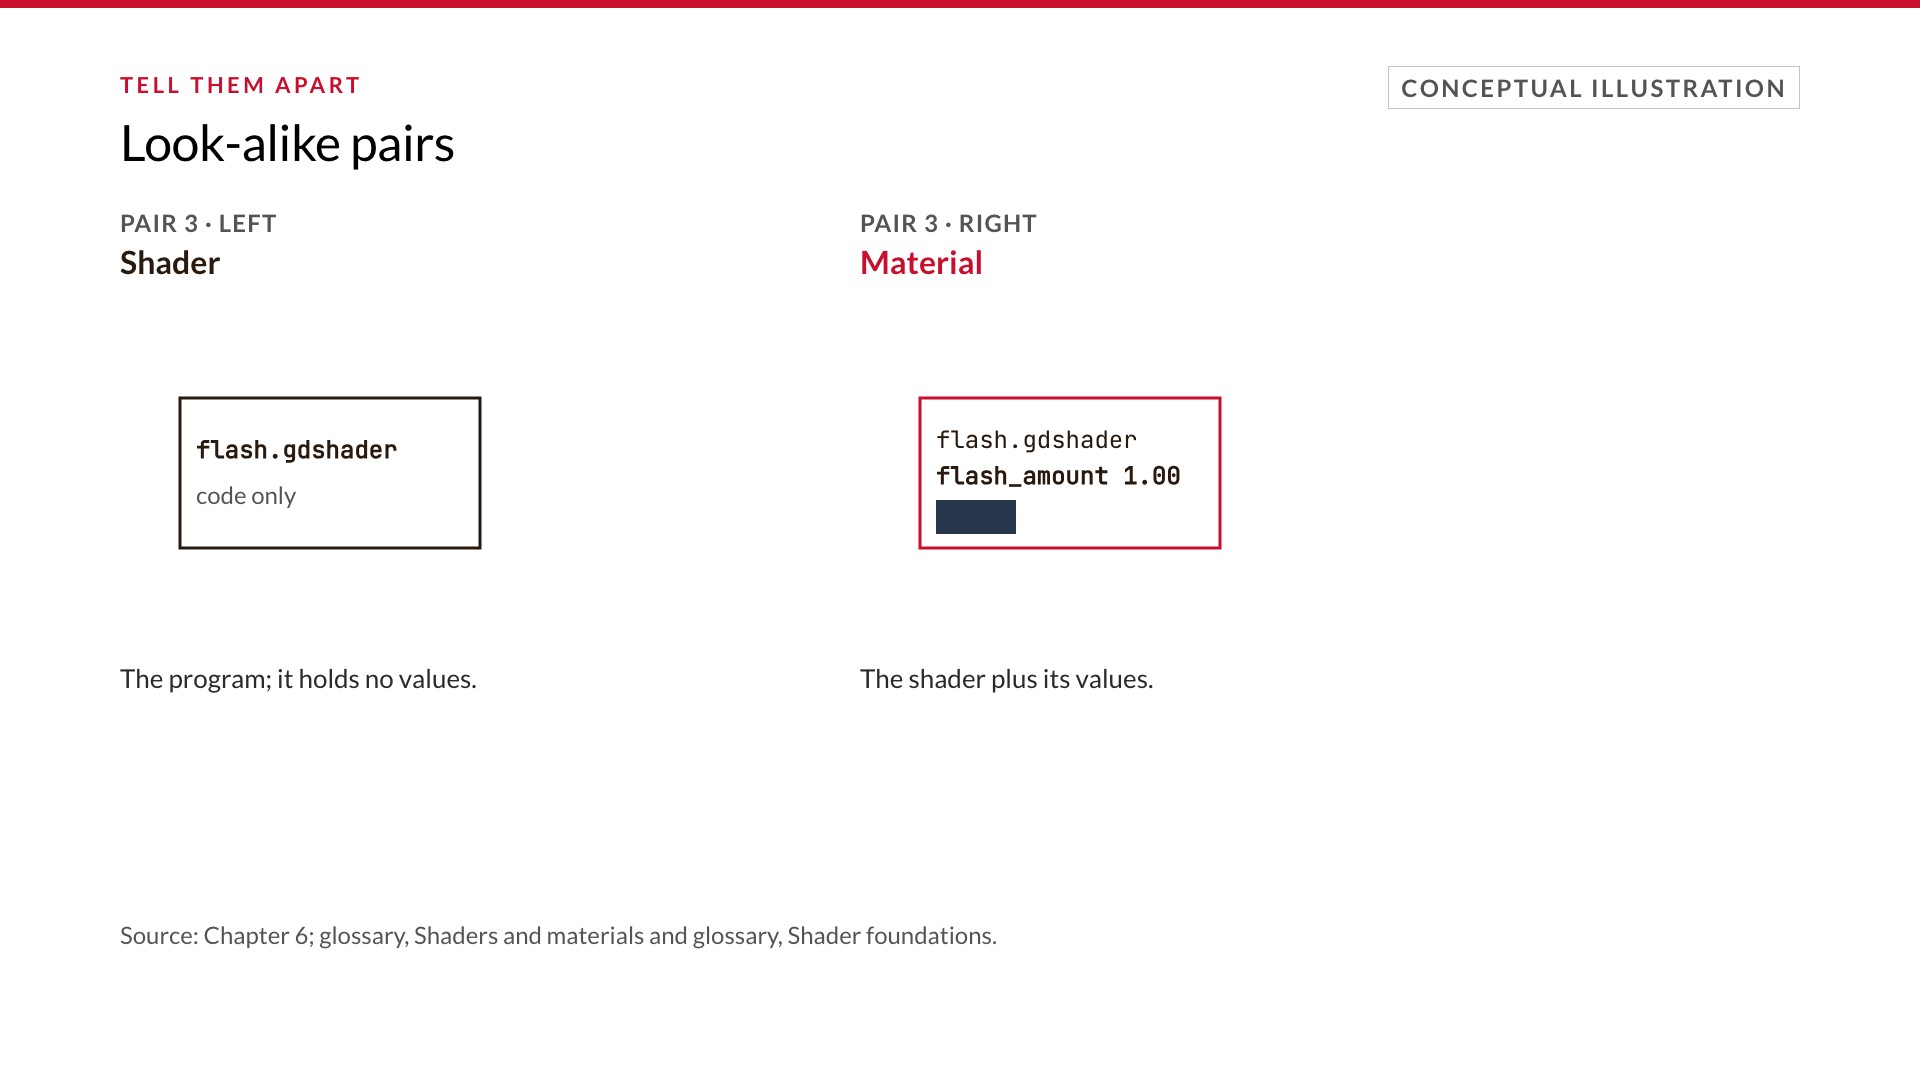 TELL THEM APART
CONCEPTUAL ILLUSTRATION
Look-alike pairs
PAIR 3 · LEFT
Shader
flash.gdshader
code only
The program; it holds no values.
PAIR 3 · RIGHT
Material
flash.gdshader
flash_amount 1.00
The shader plus its values.
Source: Chapter 6; glossary, Shaders and materials and glossary, Shader foundations.